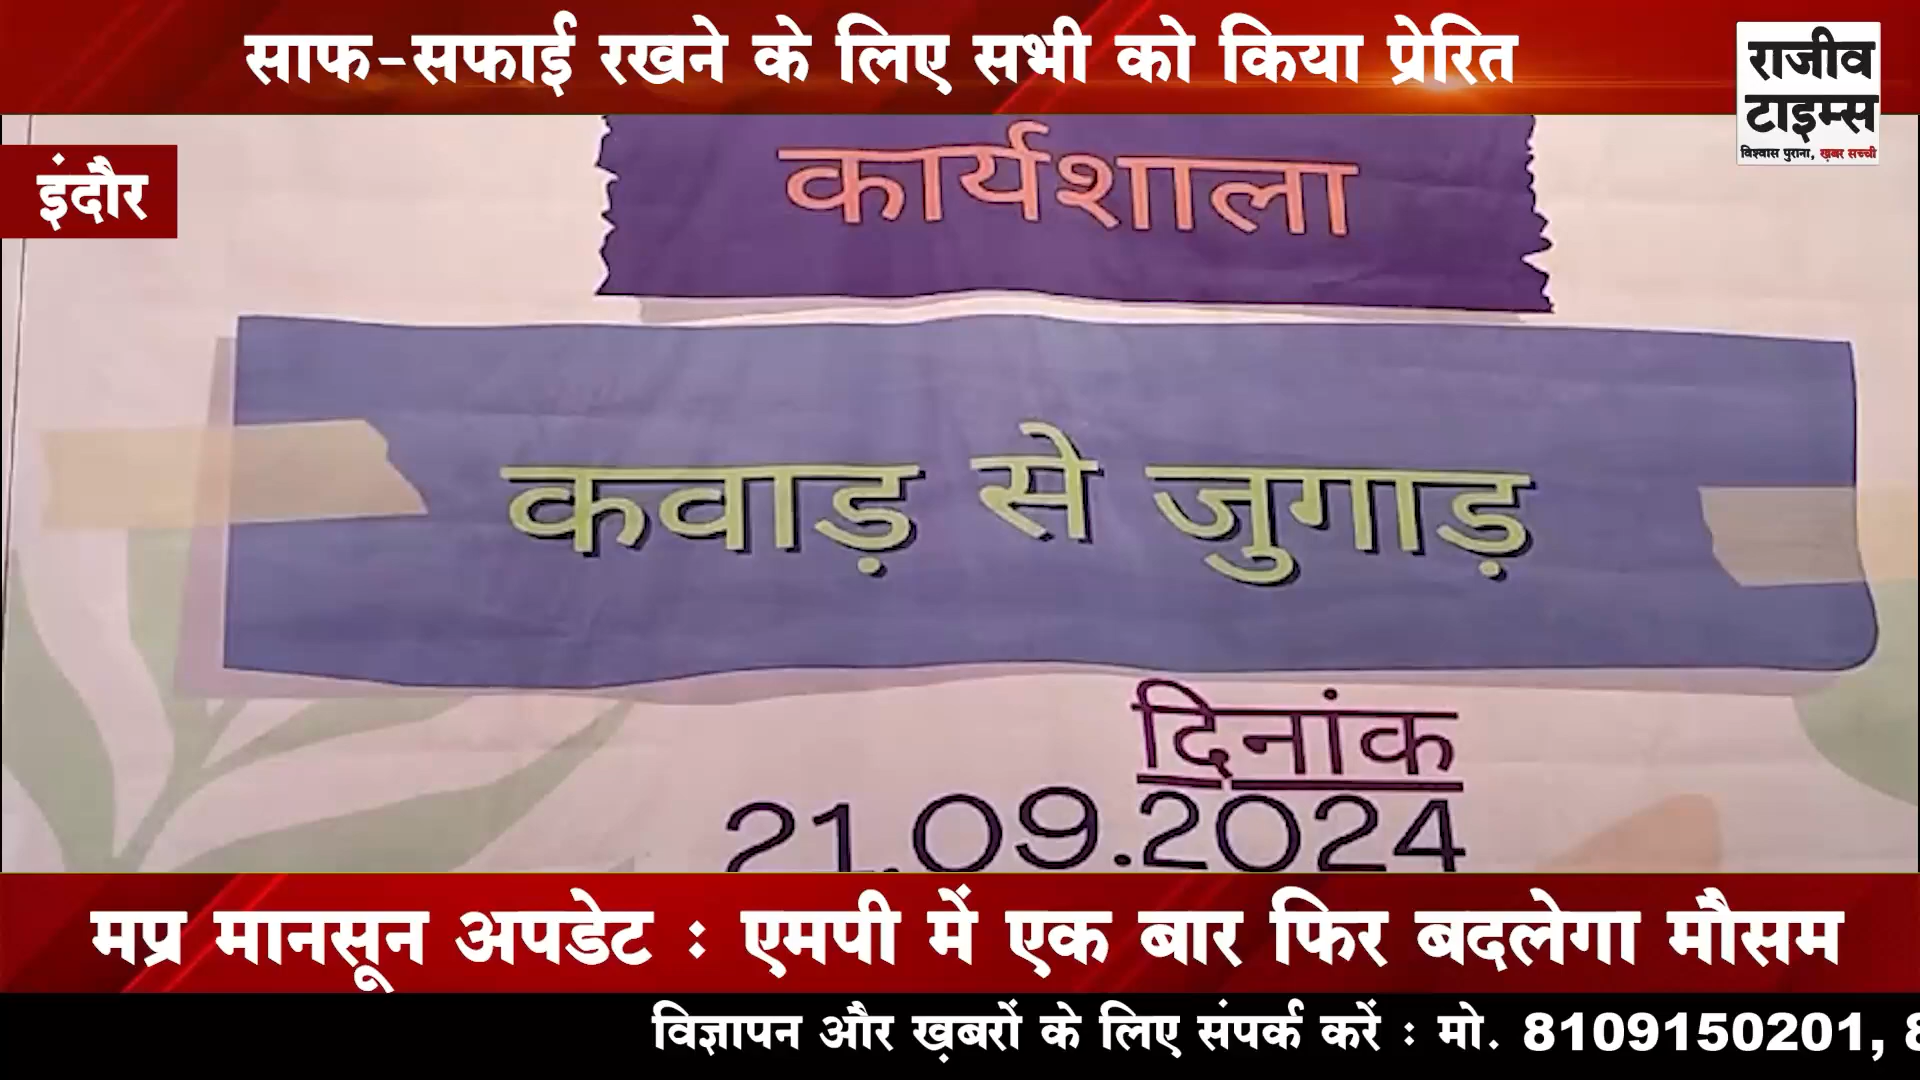 साफ-सफाई रखने के लिए सभी को किया प्रेरित
राजीव
टाइम्स
विश्वास पुराना, ख़बर सच्ची
इंदौर
कार्यशाला
कवाड़ से जुगाड़
दिनांक
21.09.2024
मप्र मानसून अपडेट : एमपी में एक बार फिर बदलेगा मौसम
विज्ञापन और ख़बरों के लिए संपर्क करें : मो. 8109150201,